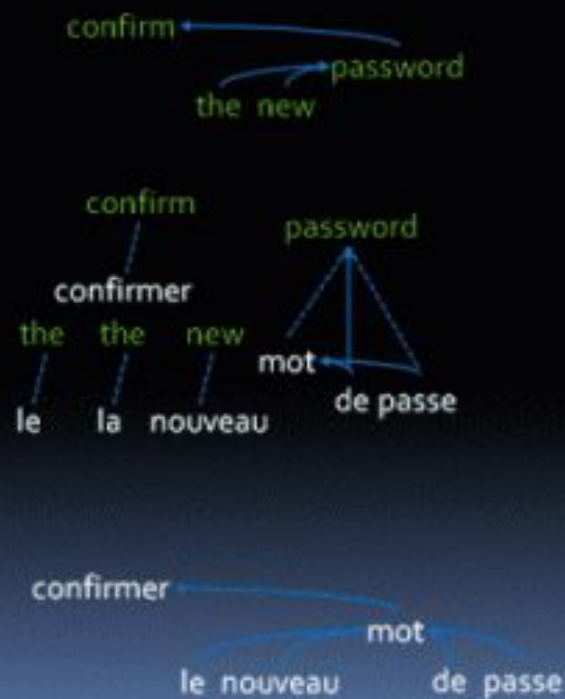 confirm
password
the new
confirm
password
confirmer
the the new
mot
de passe
le la nouveau
confirmer
mot
le nouveau de passe